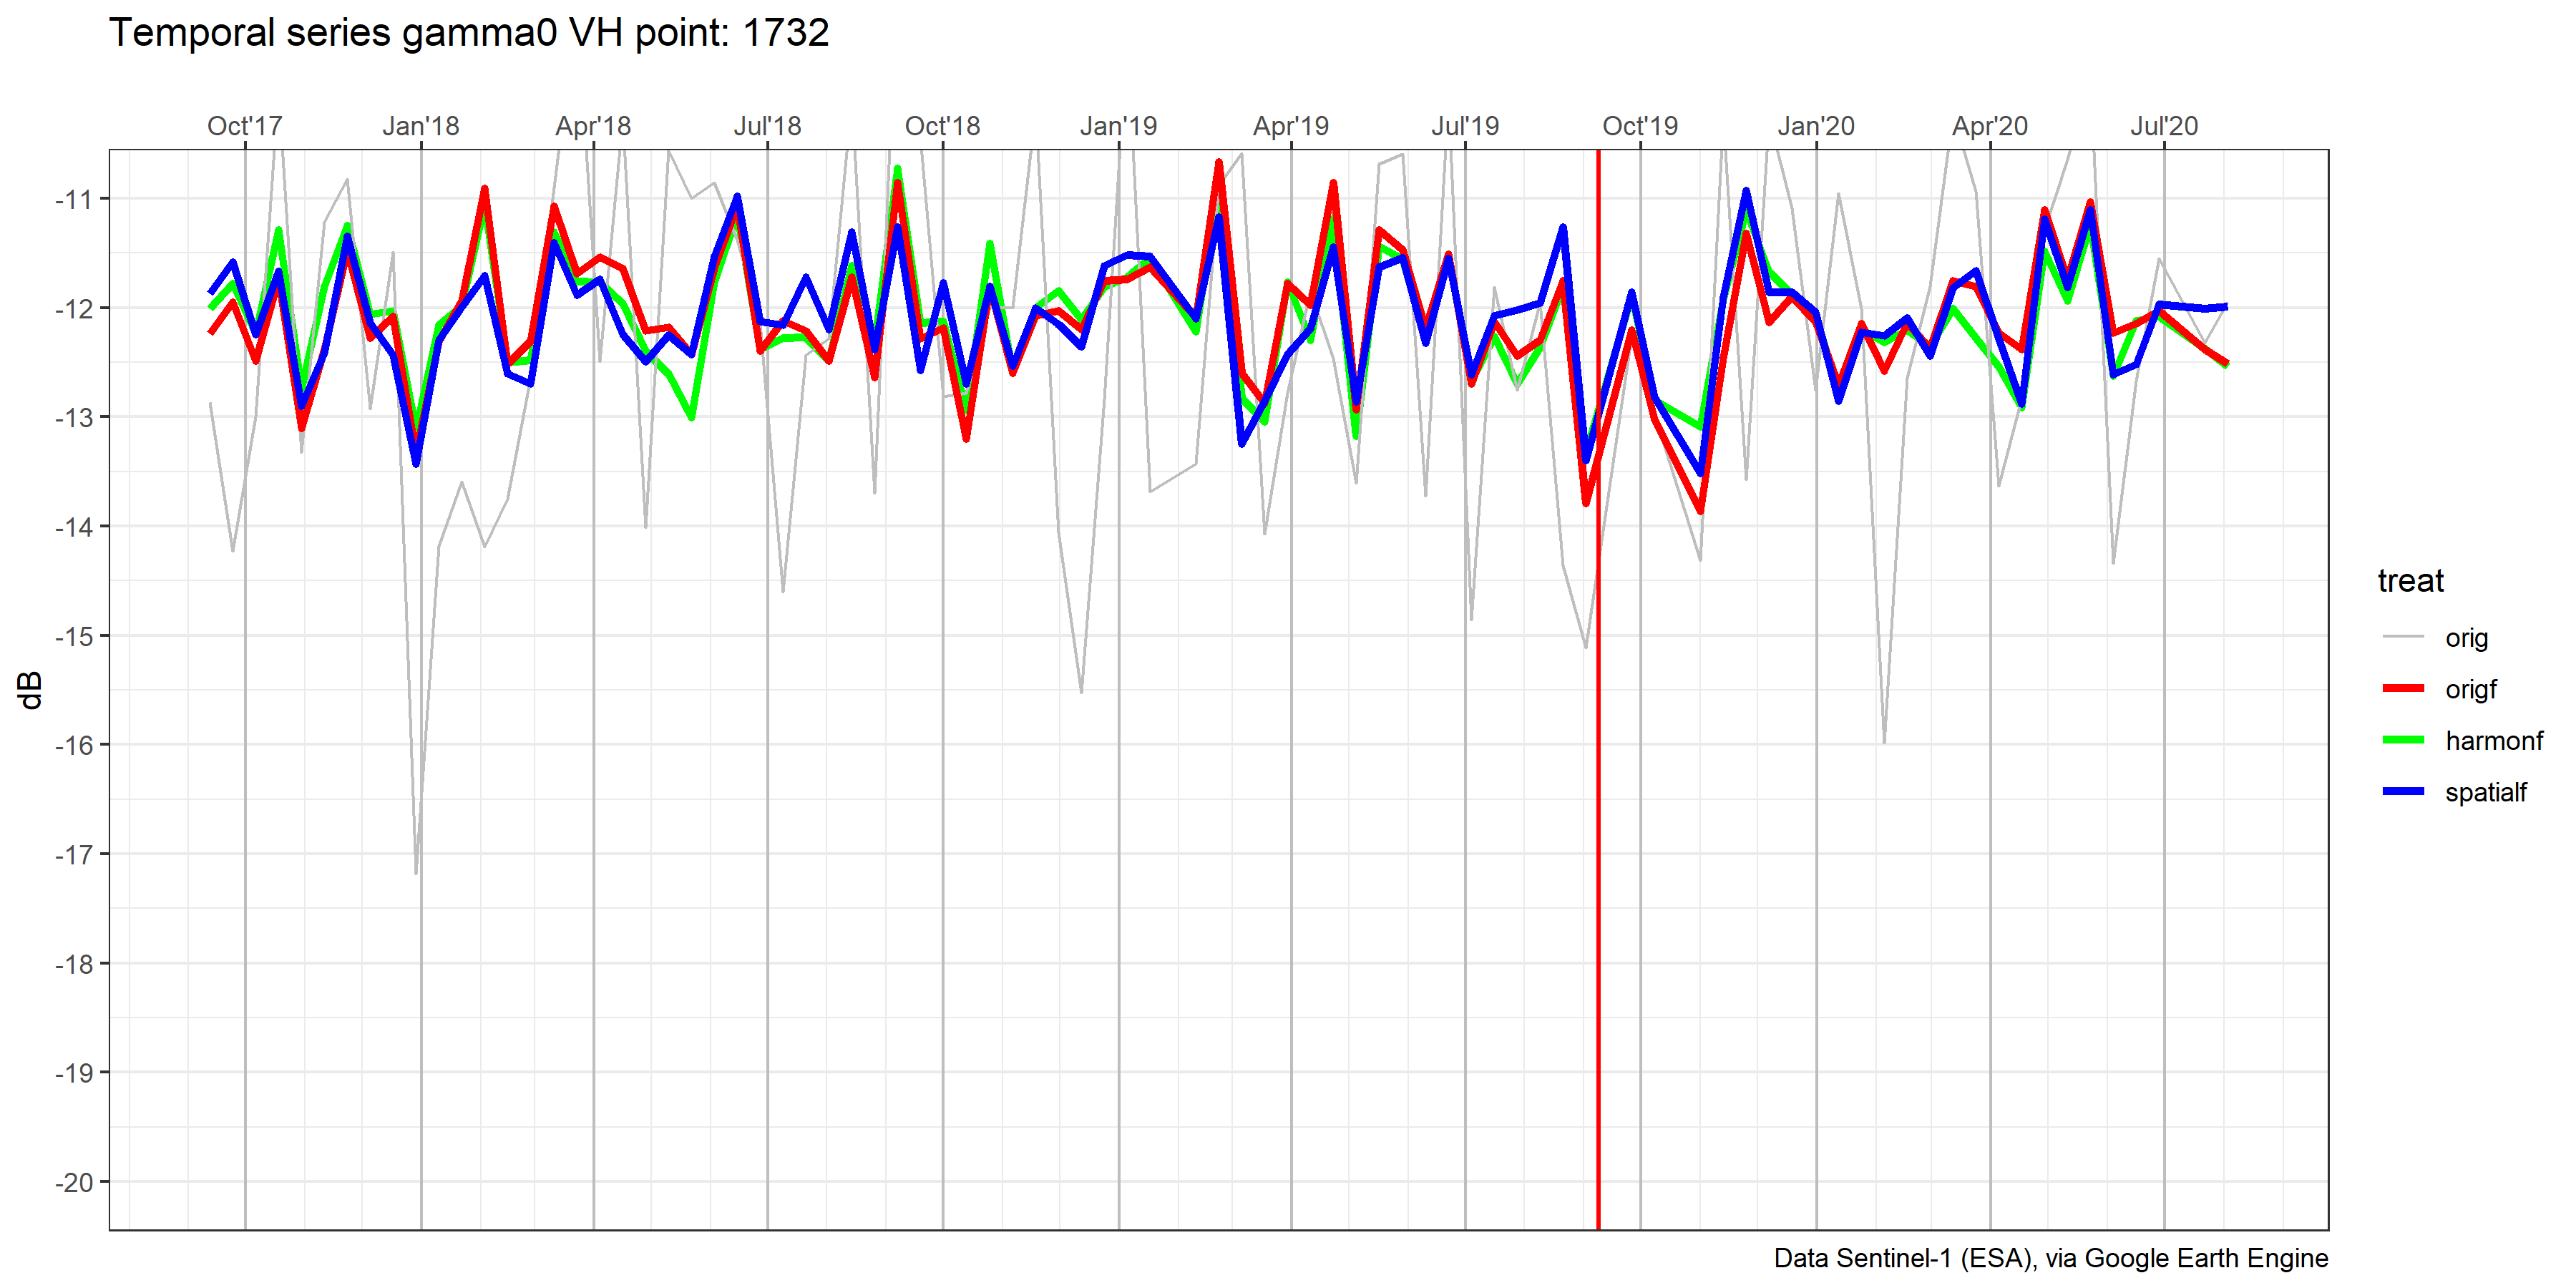 Temporal series gamma0 VH point: 1732
Oct'17 Jan'18 Apr'18 Jul'18 Oct'18 Jan'19 Apr'19 Jul'19 Oct'19 Jan'20 Apr'20 Jul'20
-11
-12
-13
-14
-15
-16
-17
-18
-19
-20
dB
treat
orig
origf
harmonf
spatialf
Data Sentinel-1 (ESA), via Google Earth Engine